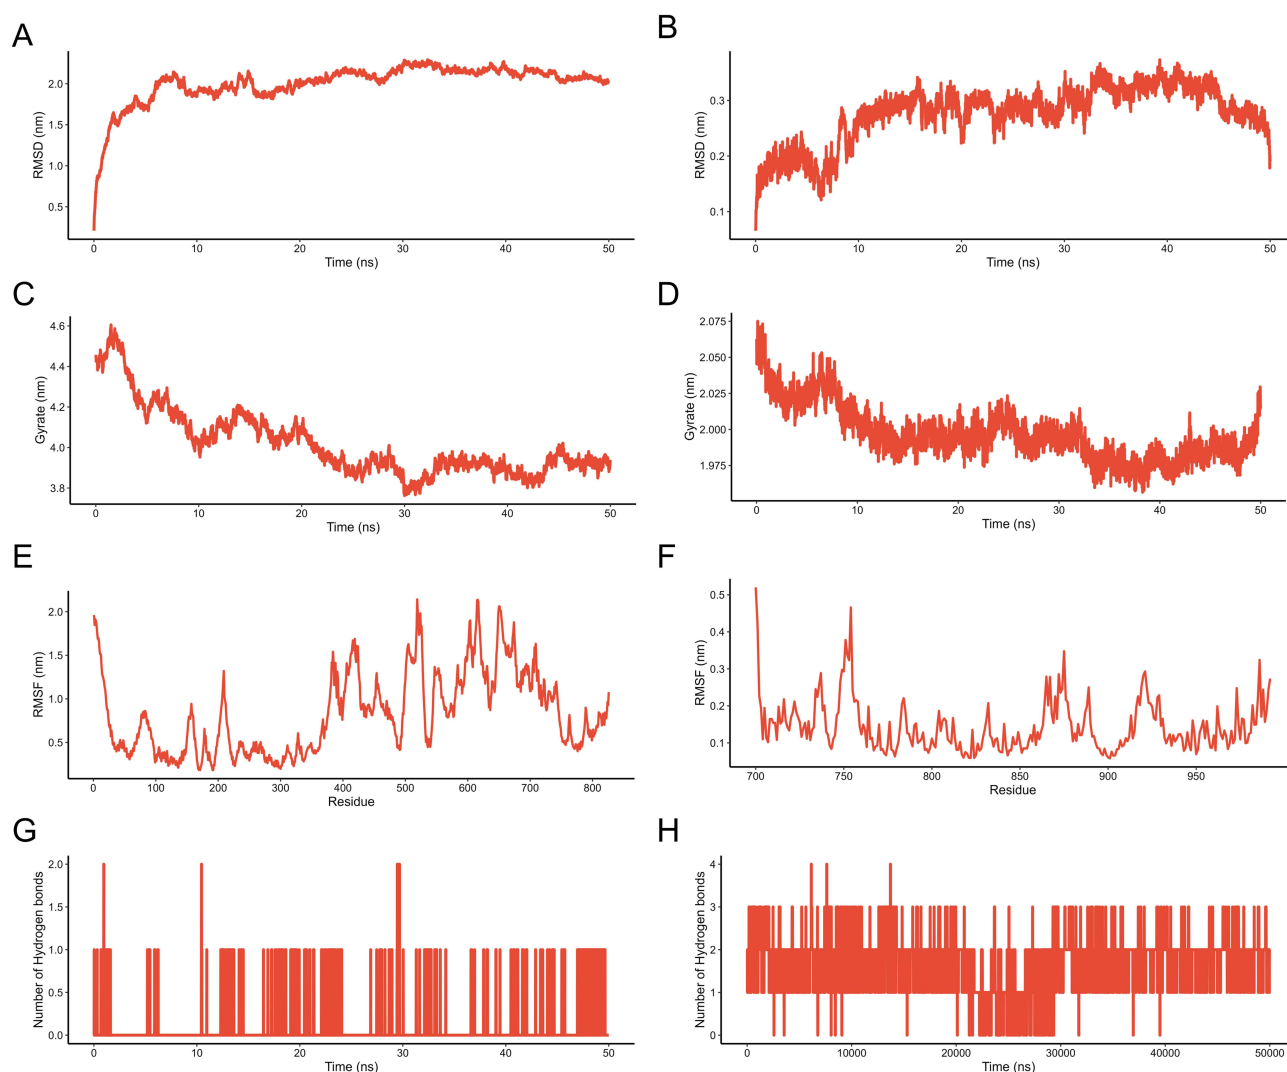 A
RMSD (nm)
2.0
1.5
1.0
0.5
0 10 20 30 40 50
Time (ns)
B
RMSD (nm)
0.3
0.2
0.1
0 10 20 30 40 50
Time (ns)
C
Gyrate (nm)
4.6
4.4
4.2
4.0
3.8
0 10 20 30 40 50
Time (ns)
D
Gyrate (nm)
2.075
2.050
2.025
2.000
1.975
0 10 20 30 40 50
Time (ns)
E
RMSF (nm)
2.0
1.5
1.0
0.5
0 100 200 300 400 500 600 700 800
Residue
F
RMSF (nm)
0.5
0.4
0.3
0.2
0.1
700 750 800 850 900 950
Residue
G
Number of Hydrogen bonds
2.0
1.5
1.0
0.5
0.0
0 10 20 30 40 50
Time (ns)
H
Number of Hydrogen bonds
4
3
2
1
0
0 10000 20000 30000 40000 50000
Time (ns)